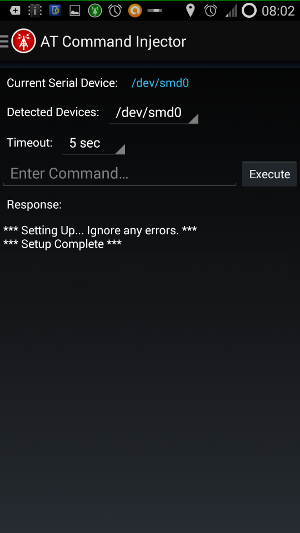 08:02
AT Command Injector
Current Serial Device: /dev/smd0
Detected Devices: /dev/smd0
Timeout: 5 sec
Enter Command... Execute
Response:
*** Setting Up... Ignore any errors. ***
*** Setup Complete ***